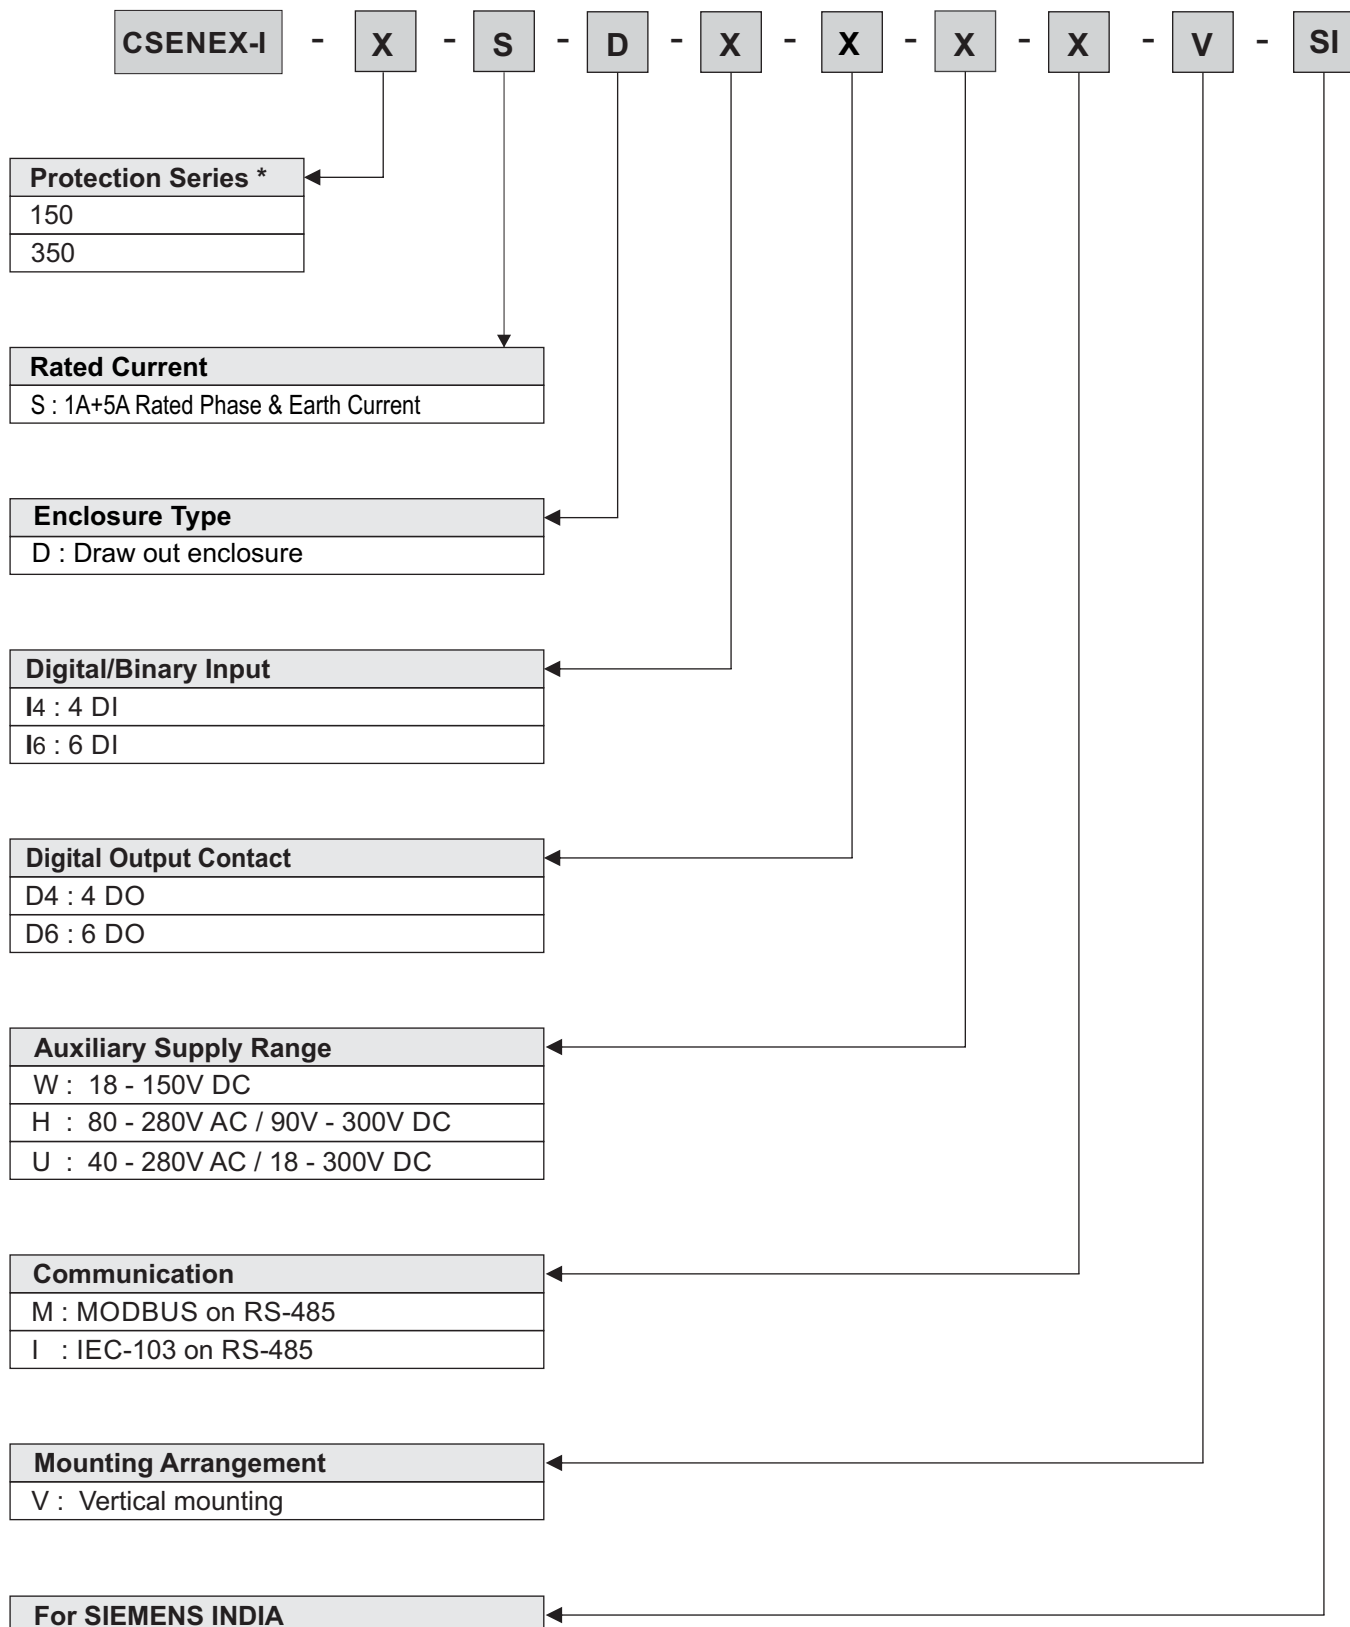 CSENEX-I - X - S - D - X - X - X - X - V - SI
Protection Series *
150
350
Rated Current
S : 1A+5A Rated Phase & Earth Current
Enclosure Type
D : Draw out enclosure
Digital/Binary Input
I4 : 4 DI
I6 : 6 DI
Digital Output Contact
D4 : 4 DO
D6 : 6 DO
Auxiliary Supply Range
W : 18 - 150V DC
H : 80 - 280V AC / 90V - 300V DC
U : 40 - 280V AC / 18 - 300V DC
Communication
M : MODBUS on RS-485
I : IEC-103 on RS-485
Mounting Arrangement
V : Vertical mounting
For SIEMENS INDIA